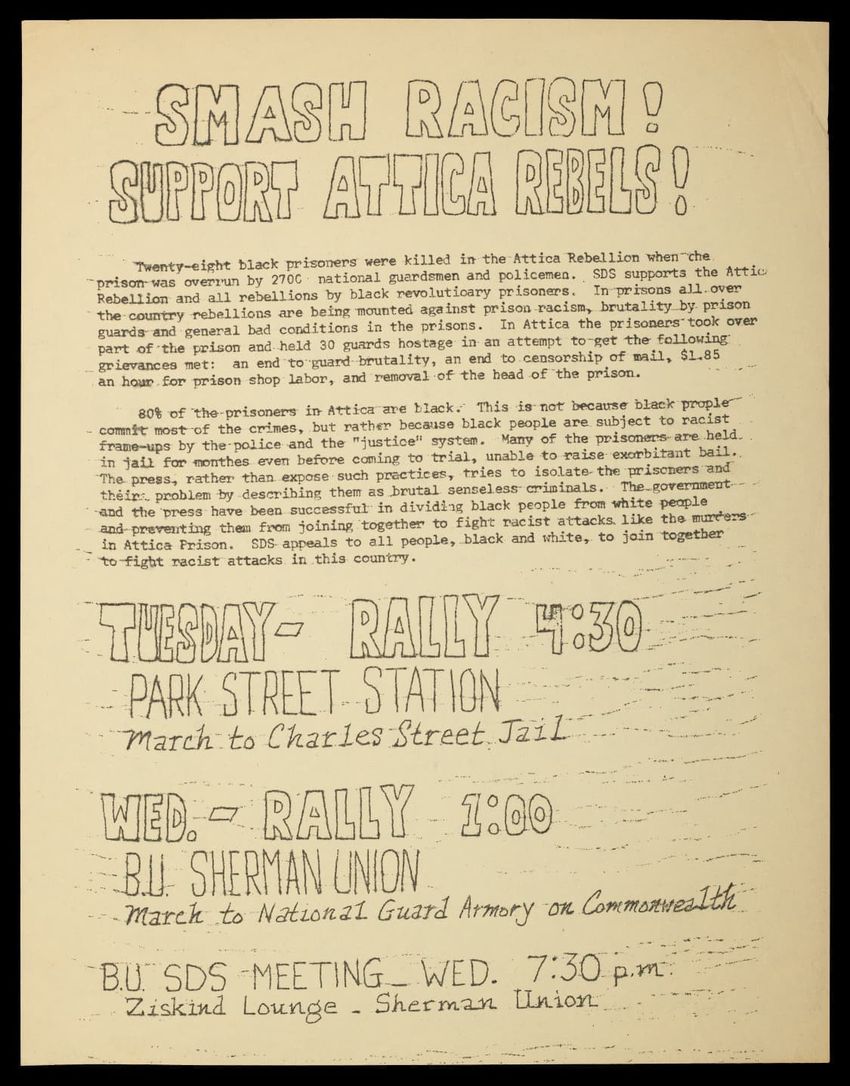 SMASH RACISM!
SUPPORT ATTICA REBELS!
Twenty-eight black prisoners were killed in the Attica Rebellion when the
prison was overrun by 2700 national guardsmen and policemen. SDS supports the Attic
Rebellion and all rebellions by black revolutioary prisoners. In prisons all over
the country rebellions are being mounted against prison racism, brutality by prison
guards and general bad conditions in the prisons. In Attica the prisoners took over
part of the prison and held 30 guards hostage in an attempt to get the following
grievances met: an end to guard brutality, an end to censorship of mail, $1.85
an hour for prison shop labor, and removal of the head of the prison.
80% of the prisoners in Attica are black. This is not because black prople
commit most of the crimes, but rather because black people are subject to racist
frame-ups by the police and the "justice" system. Many of the prisoners are held
in jail for monthes even before coming to trial, unable to raise exorbitant bail.
The press, rather than expose such practices, tries to isolate the prisoners and
their problem by describing them as brutal senseless criminals. The government
and the press have been successful in dividing black people from white people
and preventing them from joining together to fight racist attacks like the murders
in Attica Prison. SDS appeals to all people, black and white, to join together
to fight racist attacks in this country.
TUESDAY- RALLY 4:30
PARK STREET STATION
March to Charles Street Jail
WED. - RALLY 1:00
B.U. SHERMAN UNION
March to National Guard Armory on Commonwealth
B.U. SDS MEETING - WED. 7:30 p.m.
Ziskind Lounge - Sherman Union